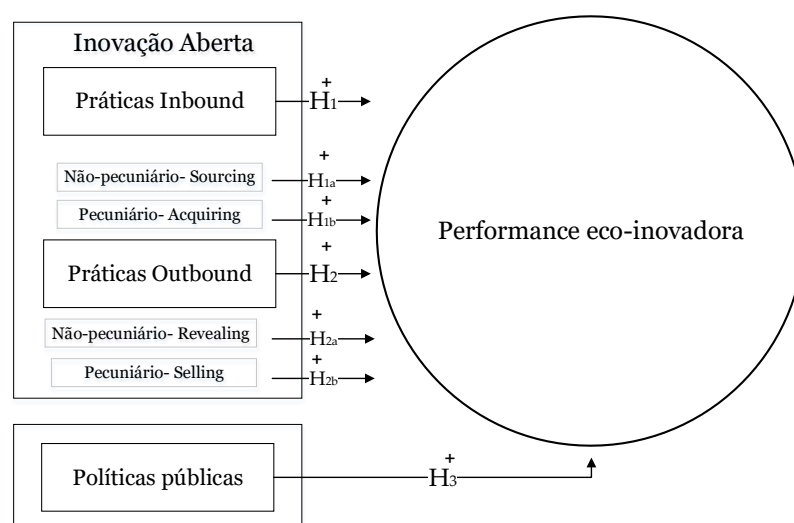 Inovação Aberta
Práticas Inbound
+
H1
Não-pecuniário- Sourcing
+
H1a
Pecuniário- Acquiring
+
H1b
Práticas Outbound
+
H2
Não-pecuniário- Revealing
+
H2a
Pecuniário- Selling
+
H2b
Performance eco-inovadora
Políticas públicas
+
H3